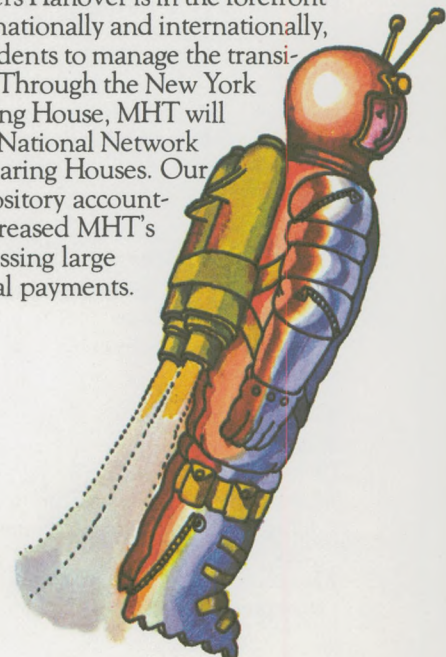 ers Hanover is in the forefront
nationally and internationally,
dents to manage the transi-
Through the New York
ng House, MHT will
National Network
aring Houses. Our
ository account-
reased MHT's
ssing large
al payments.